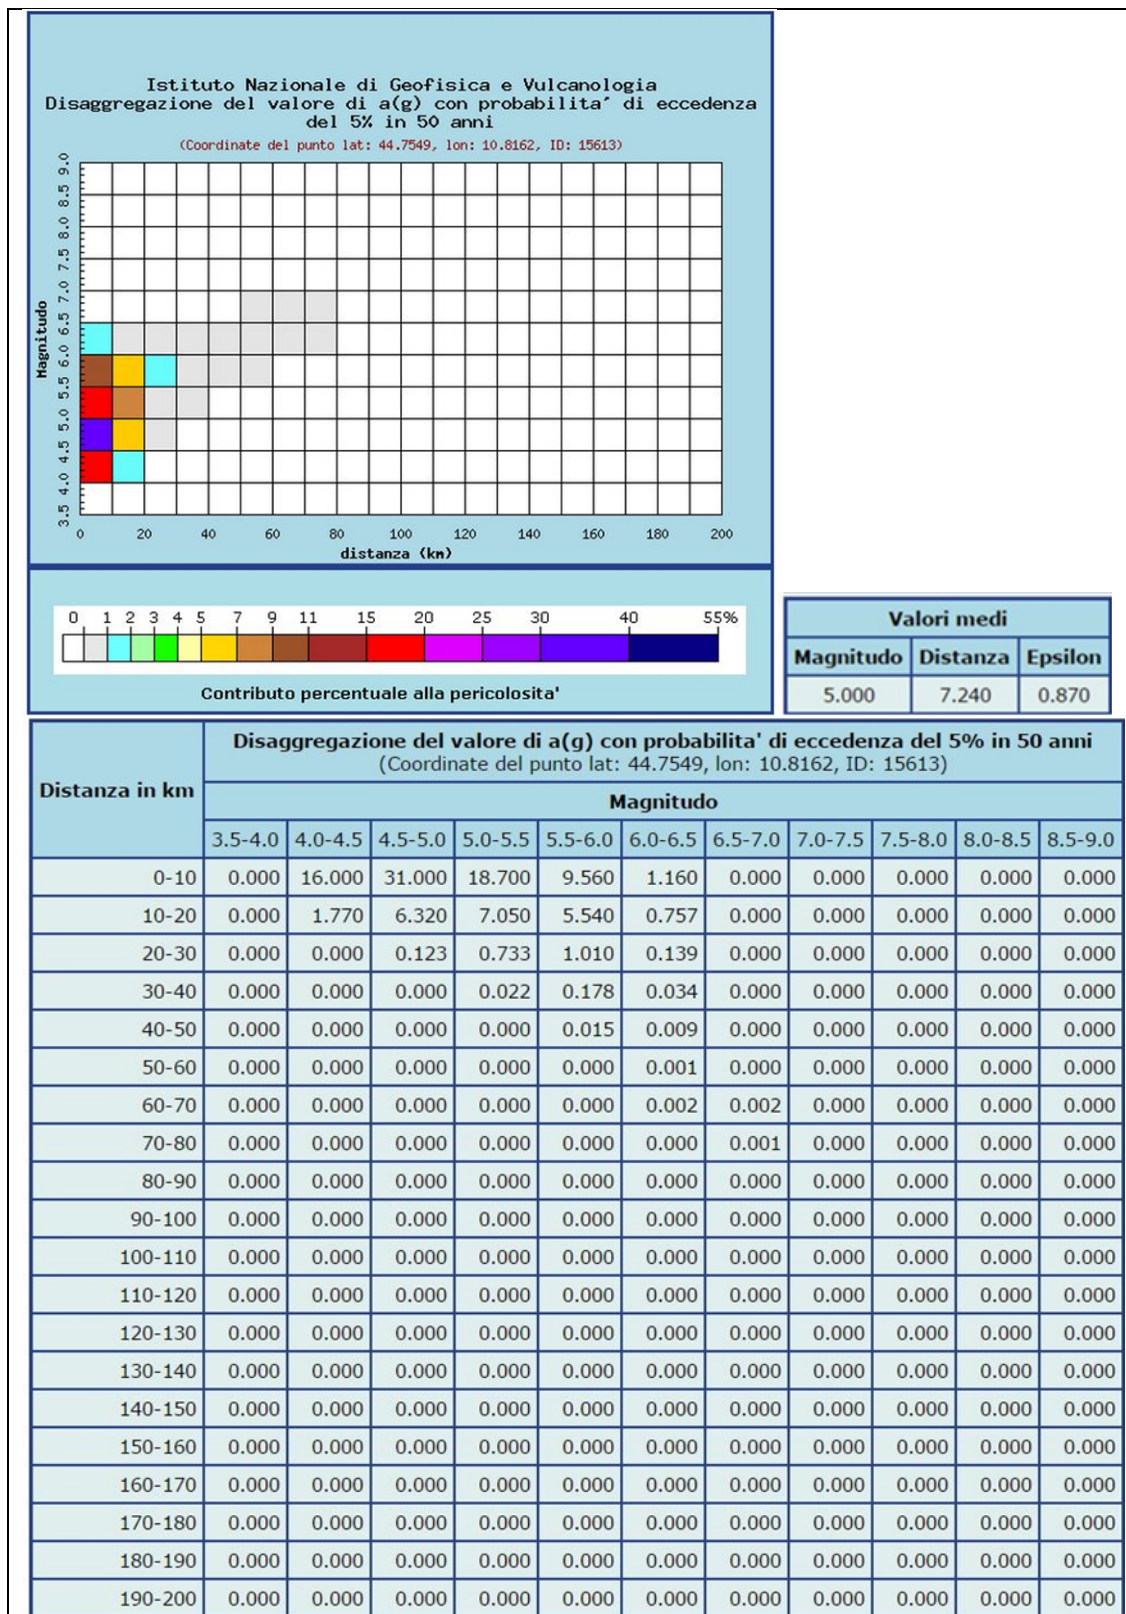 Istituto Nazionale di Geofisica e Vulcanologia
Disaggregazione del valore di a(g) con probabilita' di eccedenza
del 5% in 50 anni
(Coordinate del punto lat: 44.7549, lon: 10.8162, ID: 15613)
9.0
8.5
8.0
7.5
7.0
6.5
6.0
5.5
5.0
4.5
4.0
3.5
Magnitudo
0 20 40 60 80 100 120 140 160 180 200
distanza (km)
0 1 2 3 4 5 7 9 11 15 20 25 30 40 55%
Contributo percentuale alla pericolosita'
Valori medi
Magnitudo Distanza Epsilon
5.000 7.240 0.870
Disaggregazione del valore di a(g) con probabilita' di eccedenza del 5% in 50 anni
(Coordinate del punto lat: 44.7549, lon: 10.8162, ID: 15613)
Distanza in km
Magnitudo
3.5-4.0 4.0-4.5 4.5-5.0 5.0-5.5 5.5-6.0 6.0-6.5 6.5-7.0 7.0-7.5 7.5-8.0 8.0-8.5 8.5-9.0
0-10 0.000 16.000 31.000 18.700 9.560 1.160 0.000 0.000 0.000 0.000 0.000
10-20 0.000 1.770 6.320 7.050 5.540 0.757 0.000 0.000 0.000 0.000 0.000
20-30 0.000 0.000 0.123 0.733 1.010 0.139 0.000 0.000 0.000 0.000 0.000
30-40 0.000 0.000 0.000 0.022 0.178 0.034 0.000 0.000 0.000 0.000 0.000
40-50 0.000 0.000 0.000 0.000 0.015 0.009 0.000 0.000 0.000 0.000 0.000
50-60 0.000 0.000 0.000 0.000 0.000 0.001 0.000 0.000 0.000 0.000 0.000
60-70 0.000 0.000 0.000 0.000 0.000 0.002 0.002 0.000 0.000 0.000 0.000
70-80 0.000 0.000 0.000 0.000 0.000 0.000 0.001 0.000 0.000 0.000 0.000
80-90 0.000 0.000 0.000 0.000 0.000 0.000 0.000 0.000 0.000 0.000 0.000
90-100 0.000 0.000 0.000 0.000 0.000 0.000 0.000 0.000 0.000 0.000 0.000
100-110 0.000 0.000 0.000 0.000 0.000 0.000 0.000 0.000 0.000 0.000 0.000
110-120 0.000 0.000 0.000 0.000 0.000 0.000 0.000 0.000 0.000 0.000 0.000
120-130 0.000 0.000 0.000 0.000 0.000 0.000 0.000 0.000 0.000 0.000 0.000
130-140 0.000 0.000 0.000 0.000 0.000 0.000 0.000 0.000 0.000 0.000 0.000
140-150 0.000 0.000 0.000 0.000 0.000 0.000 0.000 0.000 0.000 0.000 0.000
150-160 0.000 0.000 0.000 0.000 0.000 0.000 0.000 0.000 0.000 0.000 0.000
160-170 0.000 0.000 0.000 0.000 0.000 0.000 0.000 0.000 0.000 0.000 0.000
170-180 0.000 0.000 0.000 0.000 0.000 0.000 0.000 0.000 0.000 0.000 0.000
180-190 0.000 0.000 0.000 0.000 0.000 0.000 0.000 0.000 0.000 0.000 0.000
190-200 0.000 0.000 0.000 0.000 0.000 0.000 0.000 0.000 0.000 0.000 0.000